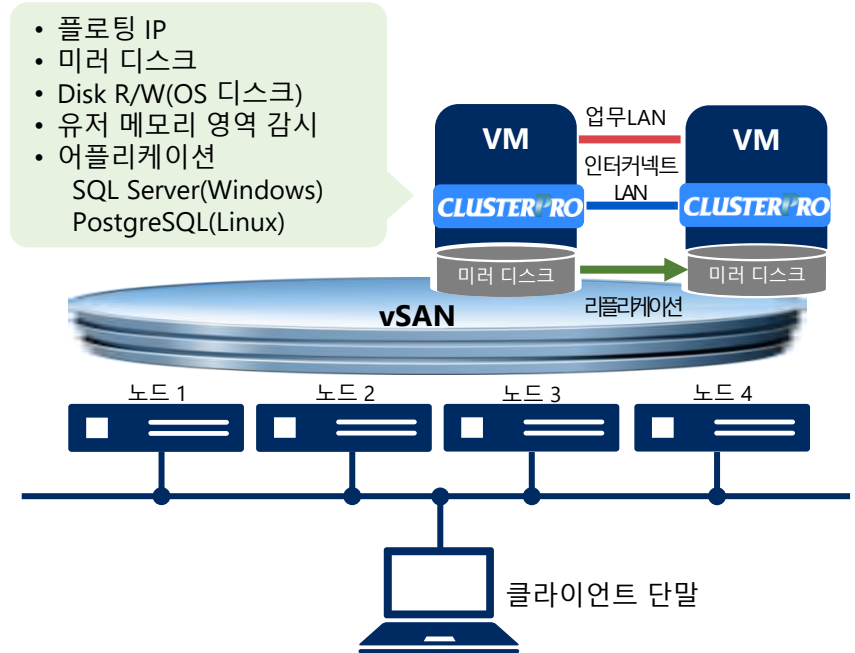 • 플로팅 IP
• 미러 디스크
• Disk R/W(OS 디스크)
• 유저 메모리 영역 감시
• 어플리케이션
SQL Server(Windows)
PostgreSQL(Linux)
VM
업무LAN
VM
인터커넥트
LAN
CLUSTERPRO
CLUSTERPRO
미러 디스크
미러 디스크
리플리케이션
vSAN
노드 1
노드 2
노드 3
노드 4
클라이언트 단말